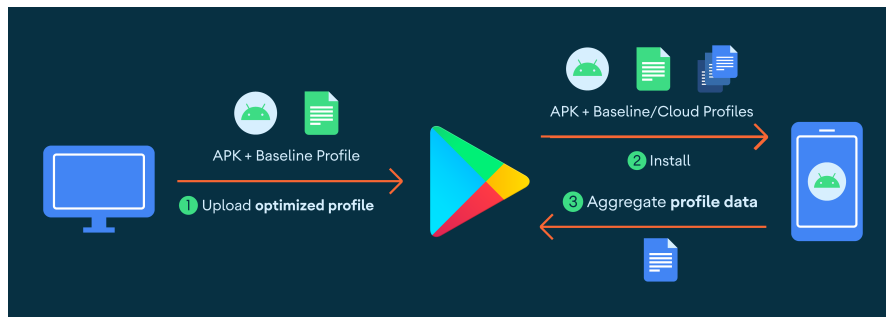 APK + Baseline Profile
1 Upload optimized profile
APK + Baseline/Cloud Profiles
2 Install
3 Aggregate profile data